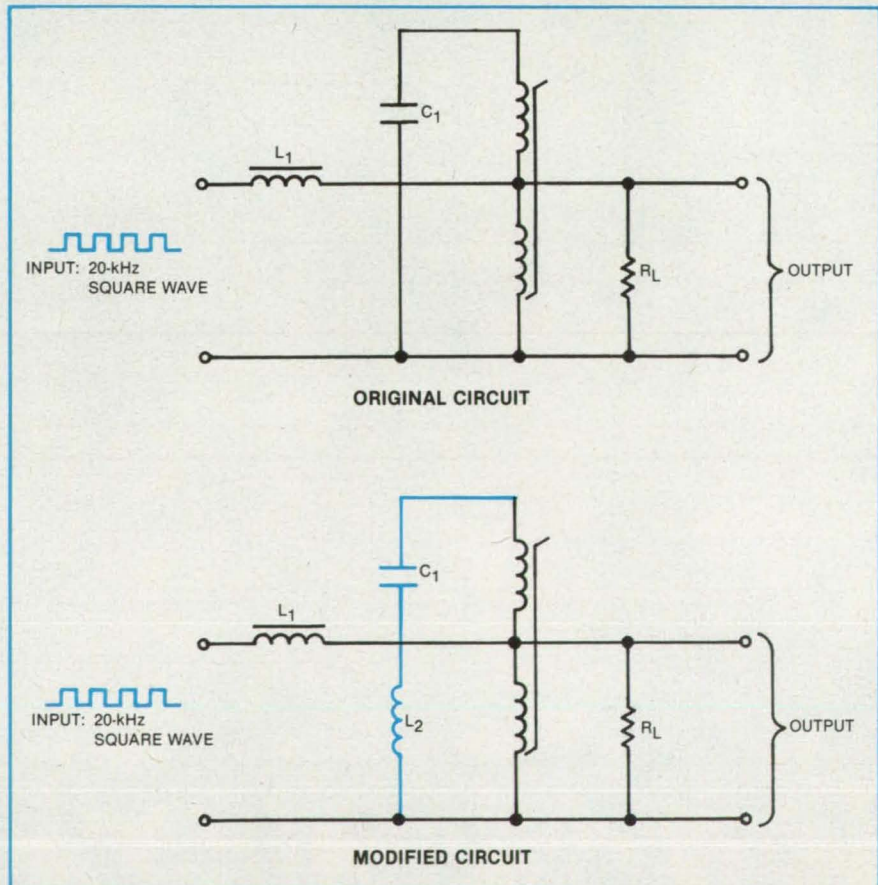 C1
L1
INPUT: 20-kHz
SQUARE WAVE
RL
OUTPUT
ORIGINAL CIRCUIT
C1
L1
INPUT: 20-kHz
SQUARE WAVE
L2
RL
OUTPUT
MODIFIED CIRCUIT